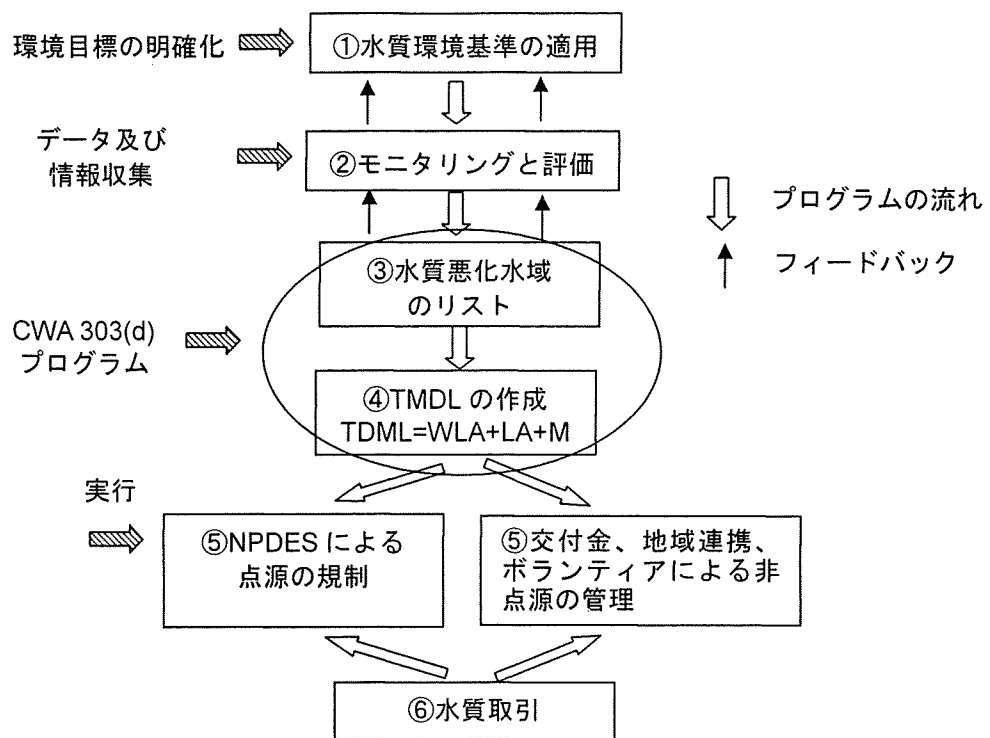 環境目標の明確化
①水質環境基準の適用
データ及び
情報収集
②モニタリングと評価
プログラムの流れ
フィードバック
③水質悪化水域
のリスト
CWA 303(d)
プログラム
④TMDL の作成
TDML=WLA+LA+M
実行
⑤NPDES による
点源の規制
⑤交付金、地域連携、
ボランティアによる非
点源の管理
⑥水質取引